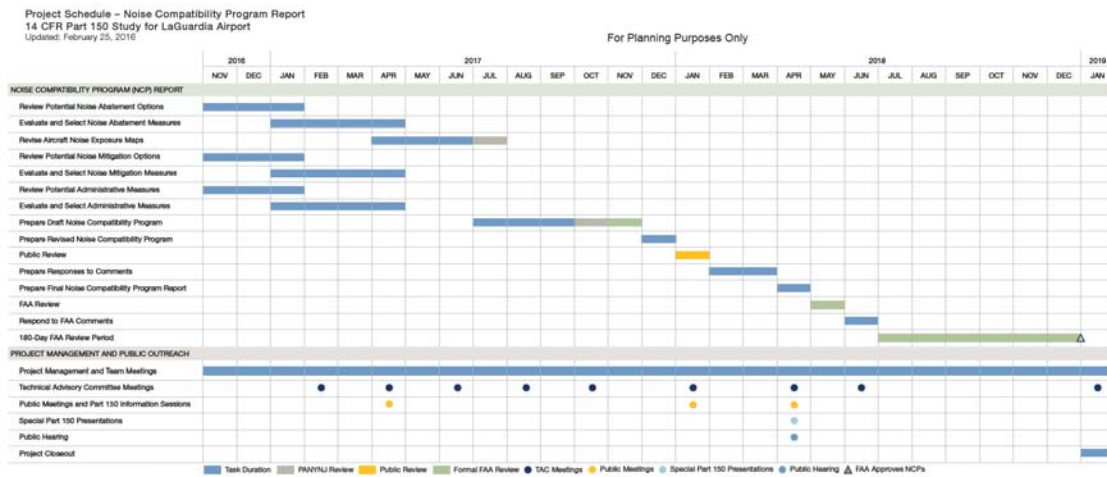 Project Schedule – Noise Compatibility Program Report
14 CFR Part 150 Study for LaGuardia Airport
Updated: February 25, 2016
For Planning Purposes Only
2016 2017 2018 2019
NOV DEC JAN FEB MAR APR MAY JUN JUL AUG SEP OCT NOV DEC JAN FEB MAR APR MAY JUN JUL AUG SEP OCT NOV DEC JAN
NOISE COMPATIBILITY PROGRAM (NCP) REPORT
Review Potential Noise Abatement Options
Evaluate and Select Noise Abatement Measures
Revise Aircraft Noise Exposure Maps
Review Potential Noise Mitigation Options
Evaluate and Select Noise Mitigation Measures
Review Potential Administrative Measures
Evaluate and Select Administrative Measures
Prepare Draft Noise Compatibility Program
Prepare Revised Noise Compatibility Program
Public Review
Prepare Responses to Comments
Prepare Final Noise Compatibility Program Report
FAA Review
Respond to FAA Comments
180-Day FAA Review Period
PROJECT MANAGEMENT AND PUBLIC OUTREACH
Project Management and Team Meetings
Technical Advisory Committee Meetings
Public Meetings and Part 150 Information Sessions
Special Part 150 Presentations
Public Hearing
Project Closeout
Task Duration PANYNJ Review Public Review Formal FAA Review TAC Meetings Public Meetings Special Part 150 Presentations Public Hearing FAA Approves NCPs